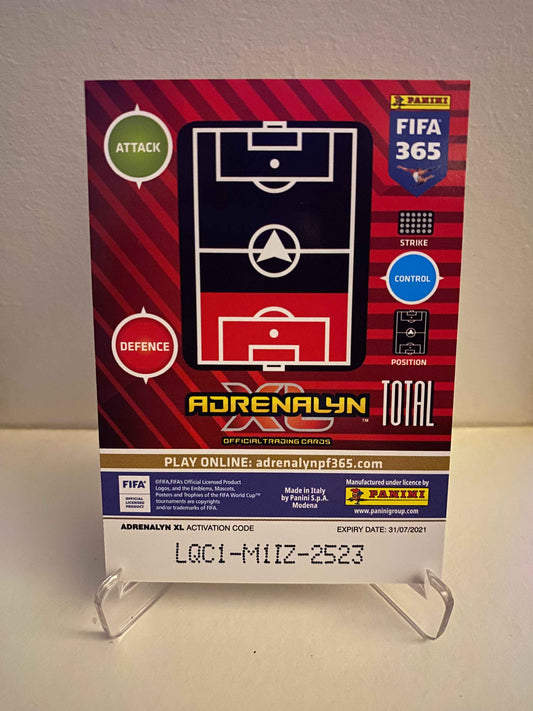 PANINI
FIFA
365
ATTACK
STRIKE
CONTROL
DEFENCE
POSITION
ADRENALYN
XL
TM
TOTAL
OFFICIAL TRADING CARDS
PLAY ONLINE: adrenalynpf365.com
FIFA®
OFFICIAL
LICENSED
PRODUCT
©FIFA,FIFA's Official Licensed Product
Logos, and the Emblems, Mascots,
Posters and Trophies of the FIFA World Cup™
tournaments are copyrights
and/or trademarks of FIFA.
Made in Italy
by Panini S.p.A.
Modena
Manufactured under licence by
PANINI
www.paninigroup.com
ADRENALYN XL ACTIVATION CODE
EXPIRY DATE: 31/07/2021
LQC1-M1IZ-2523